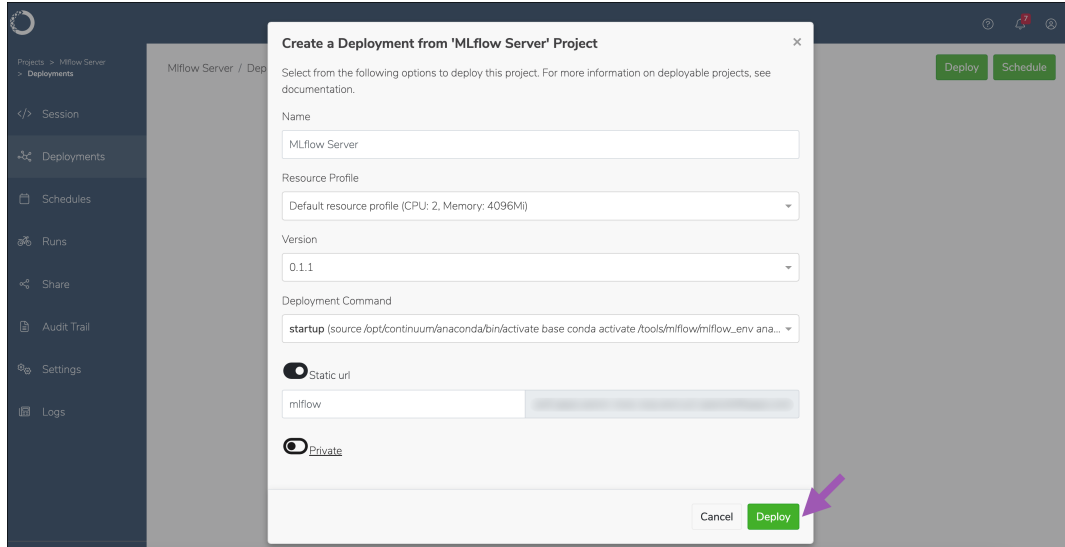 7
Projects > Mlflow Server
> Deployments
Session
Deployments
Schedules
Runs
Share
Audit Trail
Settings
Logs
Mlflow Server / Dep
Deploy
Schedule
Create a Deployment from 'MLflow Server' Project
×
Select from the following options to deploy this project. For more information on deployable projects, see
documentation.
Name
MLflow Server
Resource Profile
Default resource profile (CPU: 2, Memory: 4096Mi)
Version
0.1.1
Deployment Command
startup (source /opt/continuum/anaconda/bin/activate base conda activate /tools/mlflow/mlflow_env ana...
Static url
mlflow
Private
Cancel
Deploy